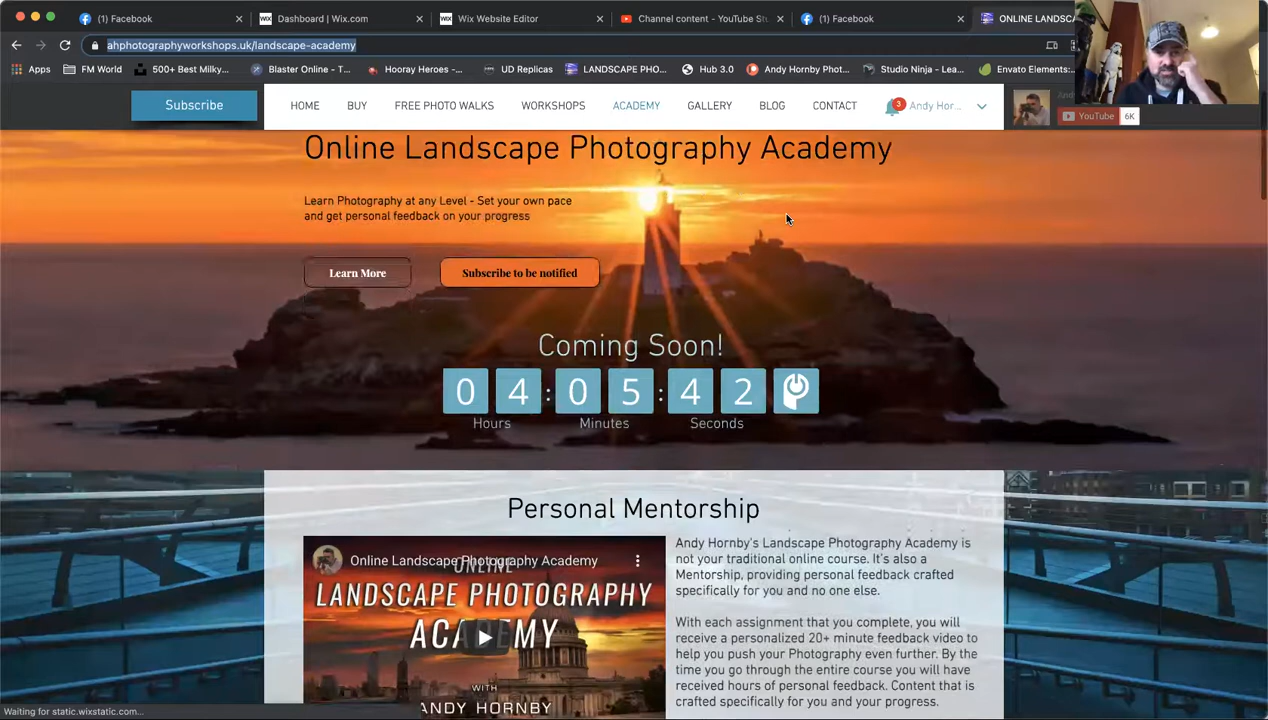 (1) Facebook
Dashboard | Wix.com
Wix Website Editor
Channel content - YouTube Stu
(1) Facebook
ONLINE LANDSC
ahphotographyworkshops.uk/landscape-academy
Apps
FM World
500+ Best Milky...
Blaster Online - T...
Hooray Heroes -...
UD Replicas
LANDSCAPE PHO...
Hub 3.0
Andy Hornby Phot...
Studio Ninja - Lea...
Envato Elements:...
Subscribe
HOME
BUY
FREE PHOTO WALKS
WORKSHOPS
ACADEMY
GALLERY
BLOG
CONTACT
3
Andy Hor...
YouTube
6K
Online Landscape Photography Academy
Learn Photography at any Level - Set your own pace
and get personal feedback on your progress
Learn More
Subscribe to be notified
Coming Soon!
04:05:42
Hours
Minutes
Seconds
Personal Mentorship
Online Landscape Photography Academy
ONLINE
LANDSCAPE PHOTOGRAPHY
ACADEMY
WITH
ANDY HORNBY
Andy Hornby's Landscape Photography Academy is
not your traditional online course. It's also a
Mentorship, providing personal feedback crafted
specifically for you and no one else.
With each assignment that you complete, you will
receive a personalized 20+ minute feedback video to
help you push your Photography even further. By the
time you go through the entire course you will have
received hours of personal feedback. Content that is
crafted specifically for you and your progress.
Waiting for static.wixstatic.com...